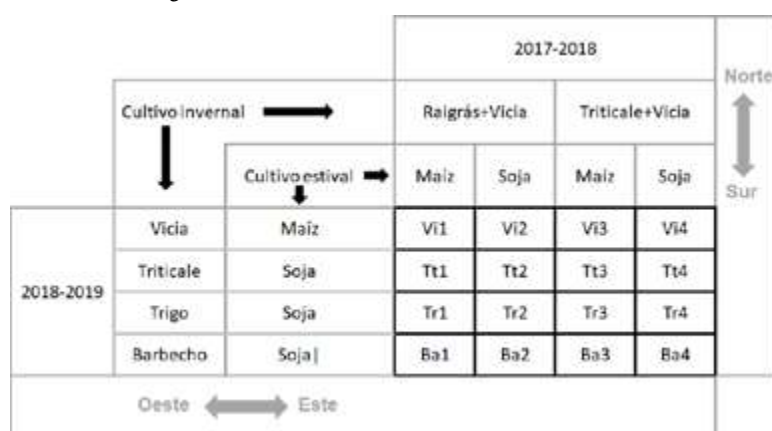 2017-2018
Norte
Cultivo invernal
Raigrás+Vicia
Triticale+Vicia
Cultivo estival
Maíz
Soja
Maíz
Soja
Sur
Vicia
Maíz
Vi1
Vi2
Vi3
Vi4
2018-2019
Triticale
Soja
Tt1
Tt2
Tt3
Tt4
Trigo
Soja
Tr1
Tr2
Tr3
Tr4
Barbecho
Soja|
Ba1
Ba2
Ba3
Ba4
Oeste
Este